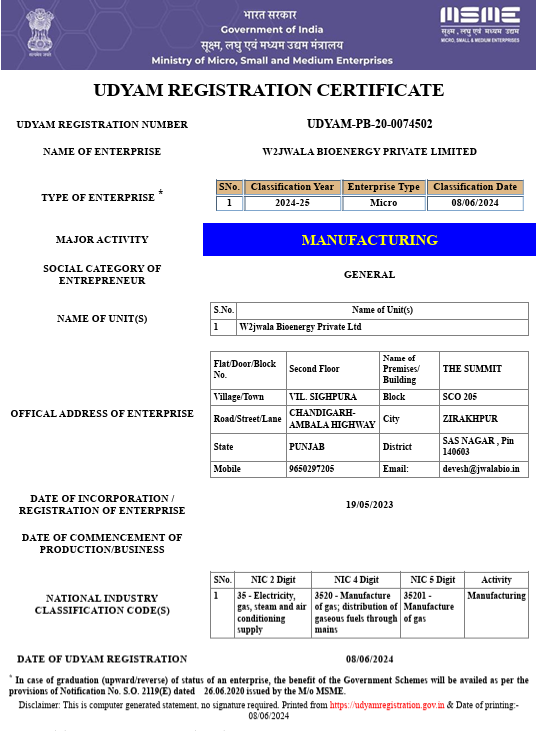 भारत सरकार
Government of India
सूक्ष्म, लघु एवं मध्यम उद्यम मंत्रालय
Ministry of Micro, Small and Medium Enterprises
MSME
सूक्ष्म, लघु एवं मध्यम उद्यम
MICRO, SMALL & MEDIUM ENTERPRISES
UDYAM REGISTRATION CERTIFICATE
UDYAM REGISTRATION NUMBER UDYAM-PB-20-0074502
NAME OF ENTERPRISE W2JWALA BIOENERGY PRIVATE LIMITED
TYPE OF ENTERPRISE *
SNo. Classification Year Enterprise Type Classification Date
1 2024-25 Micro 08/06/2024
MAJOR ACTIVITY MANUFACTURING
SOCIAL CATEGORY OF
ENTREPRENEUR
GENERAL
NAME OF UNIT(S)
S.No. Name of Unit(s)
1 W2jwala Bioenergy Private Ltd
OFFICAL ADDRESS OF ENTERPRISE
Flat/Door/Block
No.
Second Floor
Name of
Premises/
Building
THE SUMMIT
Village/Town VIL. SIGHPURA Block SCO 205
Road/Street/Lane
CHANDIGARH-
AMBALA HIGHWAY
City ZIRAKHPUR
State PUNJAB District
SAS NAGAR , Pin
140603
Mobile 9650297205 Email: devesh@jwalabio.in
DATE OF INCORPORATION /
REGISTRATION OF ENTERPRISE
19/05/2023
DATE OF COMMENCEMENT OF
PRODUCTION/BUSINESS
NATIONAL INDUSTRY
CLASSIFICATION CODE(S)
SNo. NIC 2 Digit NIC 4 Digit NIC 5 Digit Activity
1
35 - Electricity,
gas, steam and air
conditioning
supply
3520 - Manufacture
of gas; distribution of
gaseous fuels through
mains
35201 -
Manufacture
of gas
Manufacturing
DATE OF UDYAM REGISTRATION 08/06/2024
* In case of graduation (upward/reverse) of status of an enterprise, the benefit of the Government Schemes will be availed as per the
provisions of Notification No. S.O. 2119(E) dated 26.06.2020 issued by the M/o MSME.
Disclaimer: This is computer generated statement, no signature required. Printed from https://udyamregistration.gov.in & Date of printing:-
08/06/2024